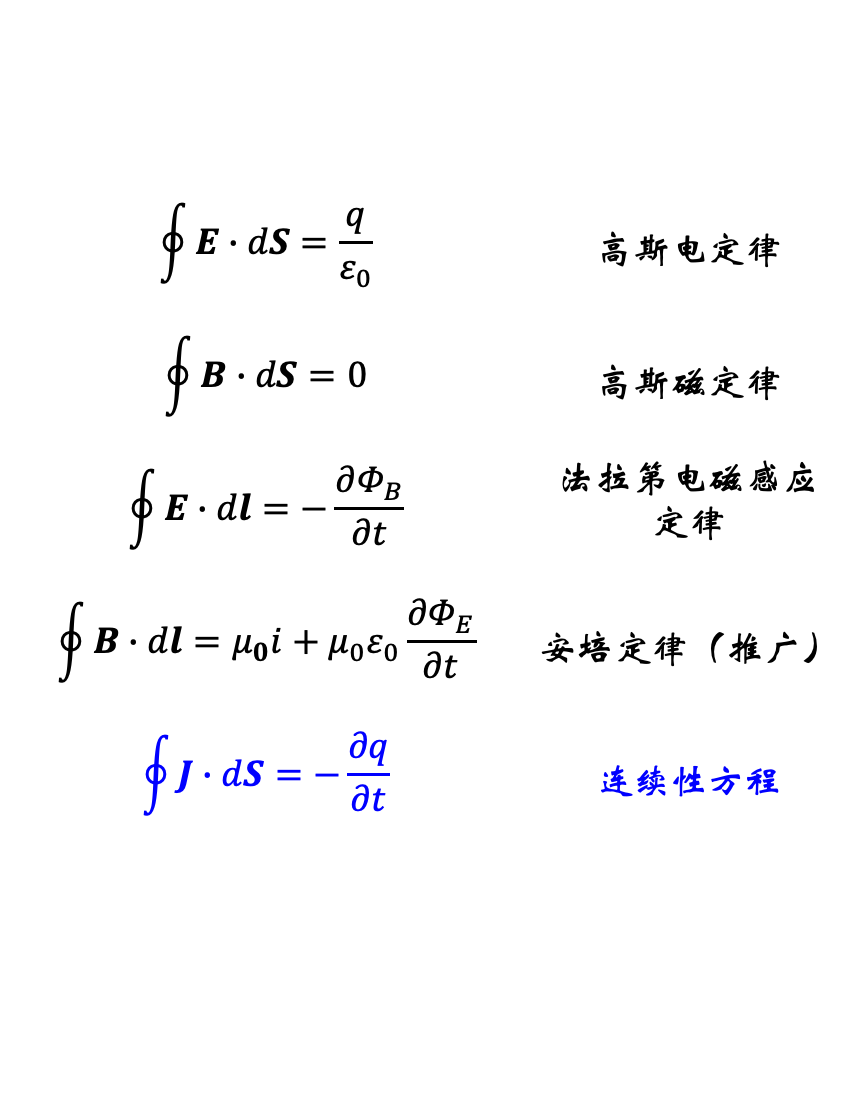 ∮ E · dS = q/ε₀ 高斯电定律
∮ B · dS = 0 高斯磁定律
∮ E · dl = − ∂Φ_B/∂t 法拉第电磁感应
定律
∮ B · dl = μ₀i + μ₀ε₀ ∂Φ_E/∂t 安培定律（推广）
∮ J · dS = − ∂q/∂t 连续性方程